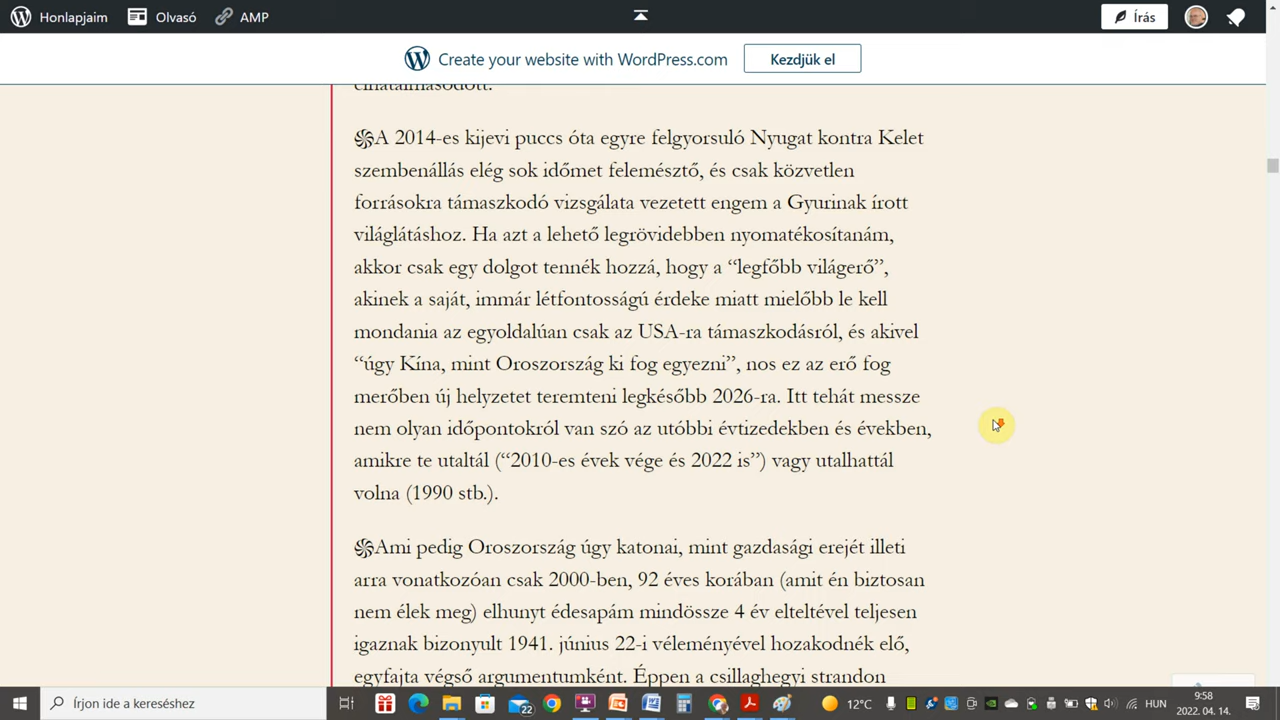 Honlapjaim
Olvasó
AMP
Írás
Create your website with WordPress.com
Kezdjük el
elhatalmasodott.
A 2014-es kijevi puccs óta egyre felgyorsuló Nyugat kontra Kelet
szembenállás elég sok időmet felemésztő, és csak közvetlen
forrásokra támaszkodó vizsgálata vezetett engem a Gyurinak írott
világlátáshoz. Ha azt a lehető legrövidebben nyomatékosítanám,
akkor csak egy dolgot tennék hozzá, hogy a “legfőbb világerő”,
akinek a saját, immár létfontosságú érdeke miatt mielőbb le kell
mondania az egyoldalúan csak az USA-ra támaszkodásról, és akivel
“úgy Kína, mint Oroszország ki fog egyezni”, nos ez az erő fog
merőben új helyzetet teremteni legkésőbb 2026-ra. Itt tehát messze
nem olyan időpontokról van szó az utóbbi évtizedekben és években,
amikre te utaltál (“2010-es évek vége és 2022 is”) vagy utalhattál
volna (1990 stb.).
Ami pedig Oroszország úgy katonai, mint gazdasági erejét illeti
arra vonatkozóan csak 2000-ben, 92 éves korában (amit én biztosan
nem élek meg) elhunyt édesapám mindössze 4 év elteltével teljesen
igaznak bizonyult 1941. június 22-i véleményével hozakodnék elő,
egyfajta végső argumentumként. Éppen a csillaghegyi strandon
Írjon ide a kereséshez
22
12°C
HUN
9:58
2022. 04. 14.